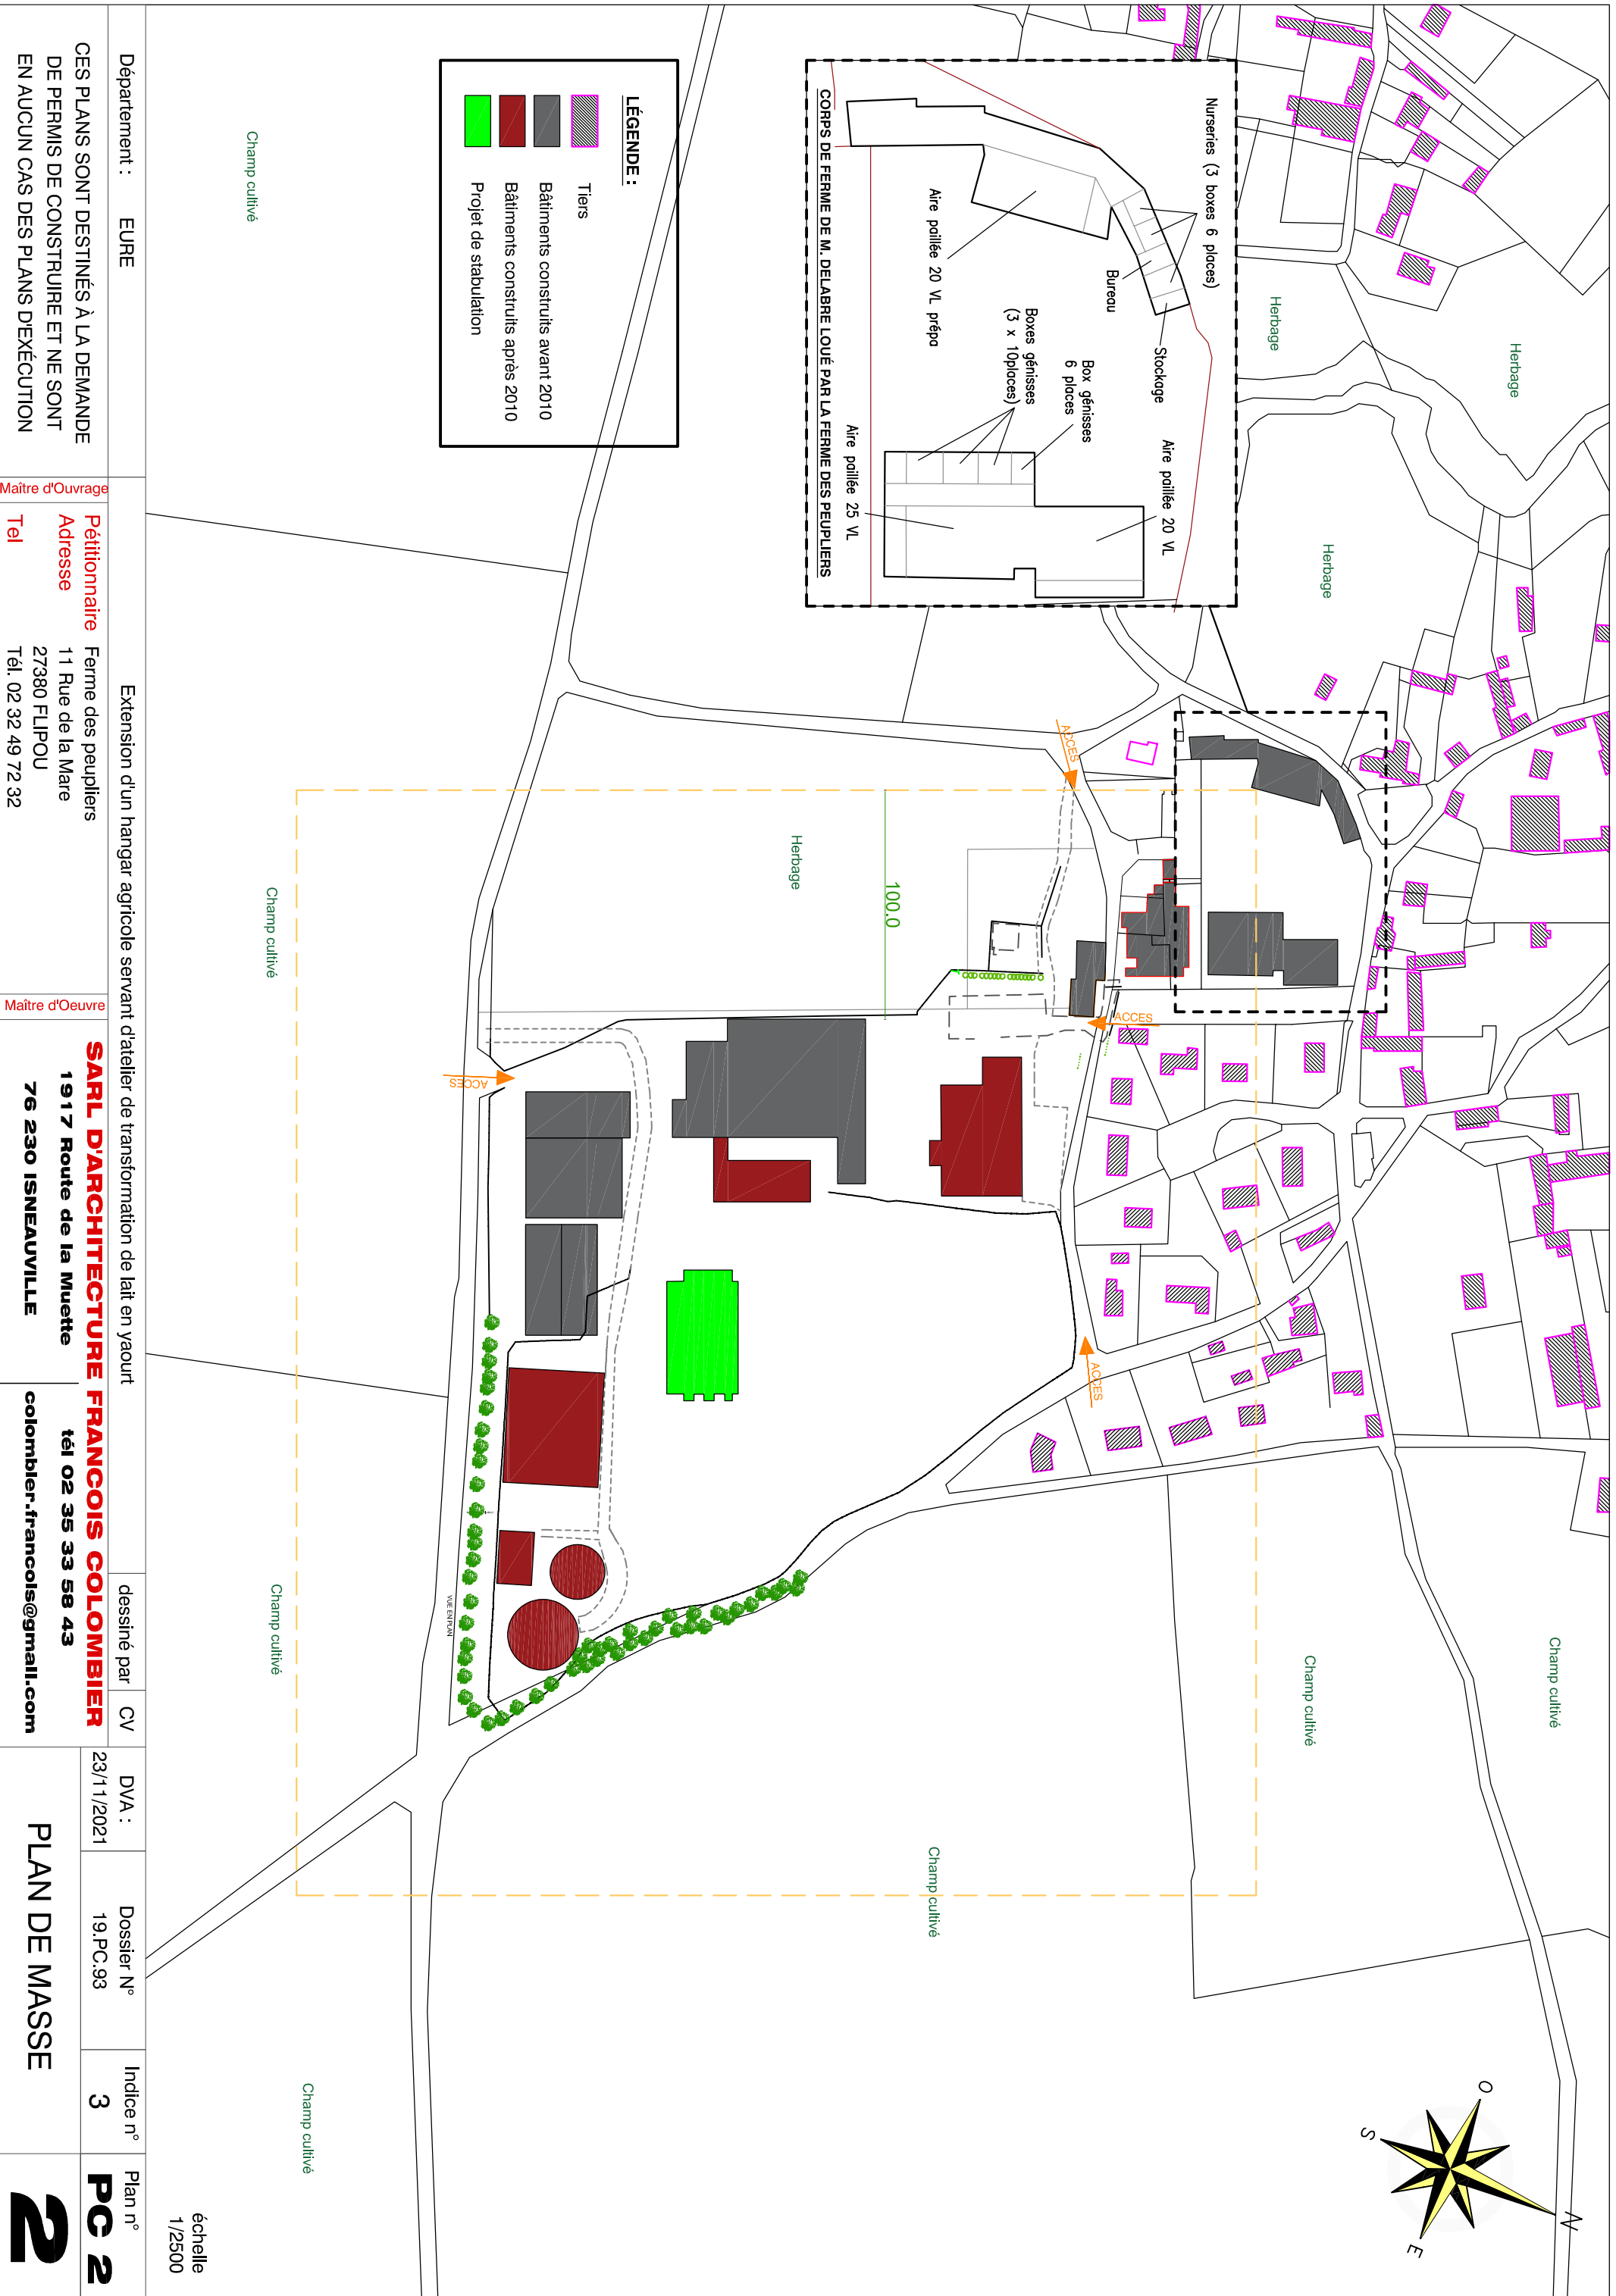 Nurseries (3 boxes 6 places)
Bureau
Stockage
Aire paillée 20 VL prépa
Box génisses
6 places
Boxes génisses
(3 x 10places)
Aire paillée 20 VL
Aire paillée 25 VL
CORPS DE FERME DE M. DELABRE LOUÉ PAR LA FERME DES PEUPLIERS
LÉGENDE :
Tiers
Bâtiments construits avant 2010
Bâtiments construits après 2010
Projet de stabulation
Herbage
Herbage
Herbage
Herbage
Champ cultivé
Champ cultivé
Champ cultivé
Champ cultivé
Champ cultivé
Champ cultivé
Champ cultivé
ACCES
ACCES
ACCES
ACCES
100.0
VUE EN PLAN
N
O
S
E
échelle
1/2500
Département : EURE
CES PLANS SONT DESTINÉS À LA DEMANDE
DE PERMIS DE CONSTRUIRE ET NE SONT
EN AUCUN CAS DES PLANS D'EXÉCUTION
Extension d'un hangar agricole servant d'atelier de transformation de lait en yaourt
Maître d'Ouvrage
Pétitionnaire Ferme des peupliers
Adresse 11 Rue de la Mare
27380 FLIPOU
Tel Tél. 02 32 49 72 32
Maître d'Oeuvre
SARL D'ARCHITECTURE FRANCOIS COLOMBIER
1917 Route de la Muette tél 02 35 33 58 43
76 230 ISNEAUVILLE colombier.francois@gmail.com
dessiné par CV
DVA :
23/11/2021
Dossier N°
19.PC.93
Indice n°
3
Plan n°
PC 2
PLAN DE MASSE
2